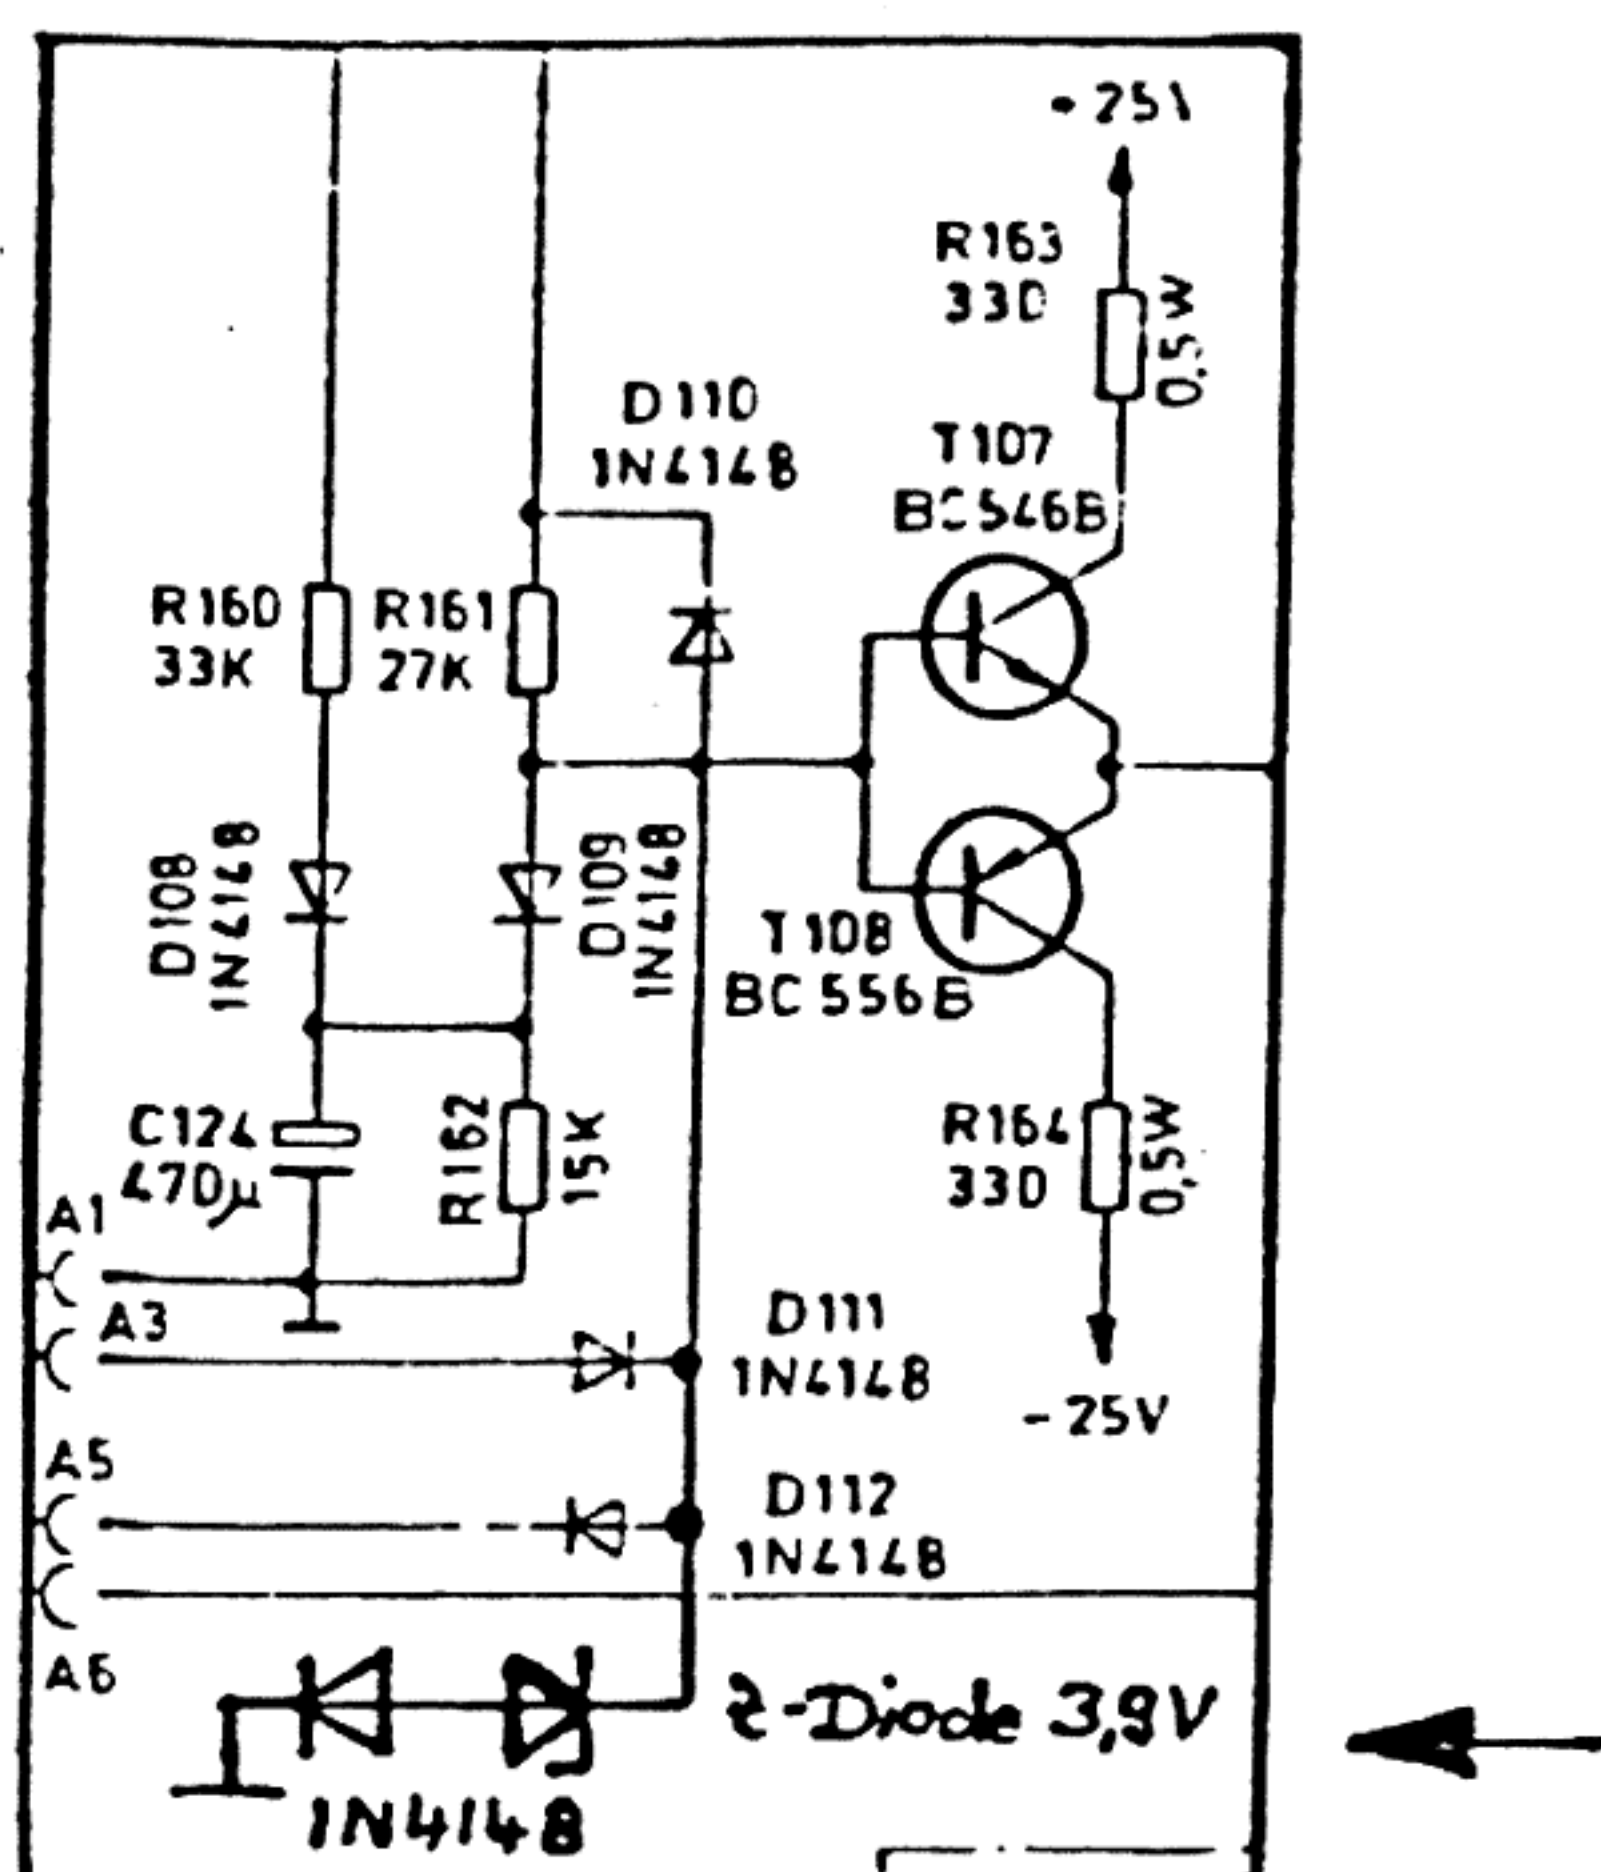 R163
330
0,5W
D110
1N4148
T107
BC546B
R160
33K
R161
27K
D108
1N4148
D109
1N4148
T108
BC556B
C124
470µ
R162
15K
R164
330
0,5W
A1
A3
D111
1N4148
-25V
A5
D112
1N4148
A6
Z-Diode 3,9V
1N4148